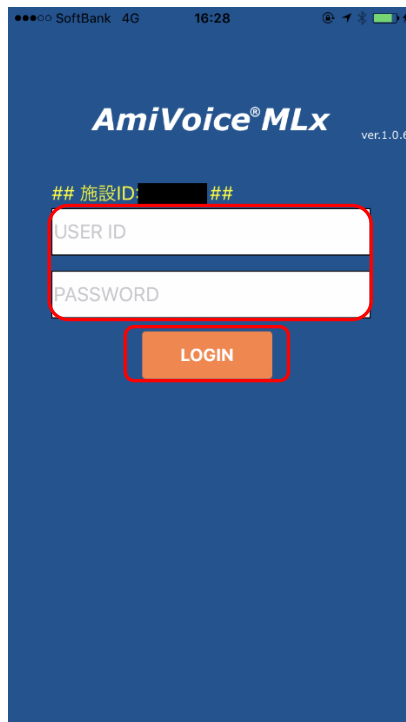 SoftBank 4G 16:28
AmiVoice®MLx
ver.1.0.6
## 施設ID: ##
USER ID
PASSWORD
LOGIN